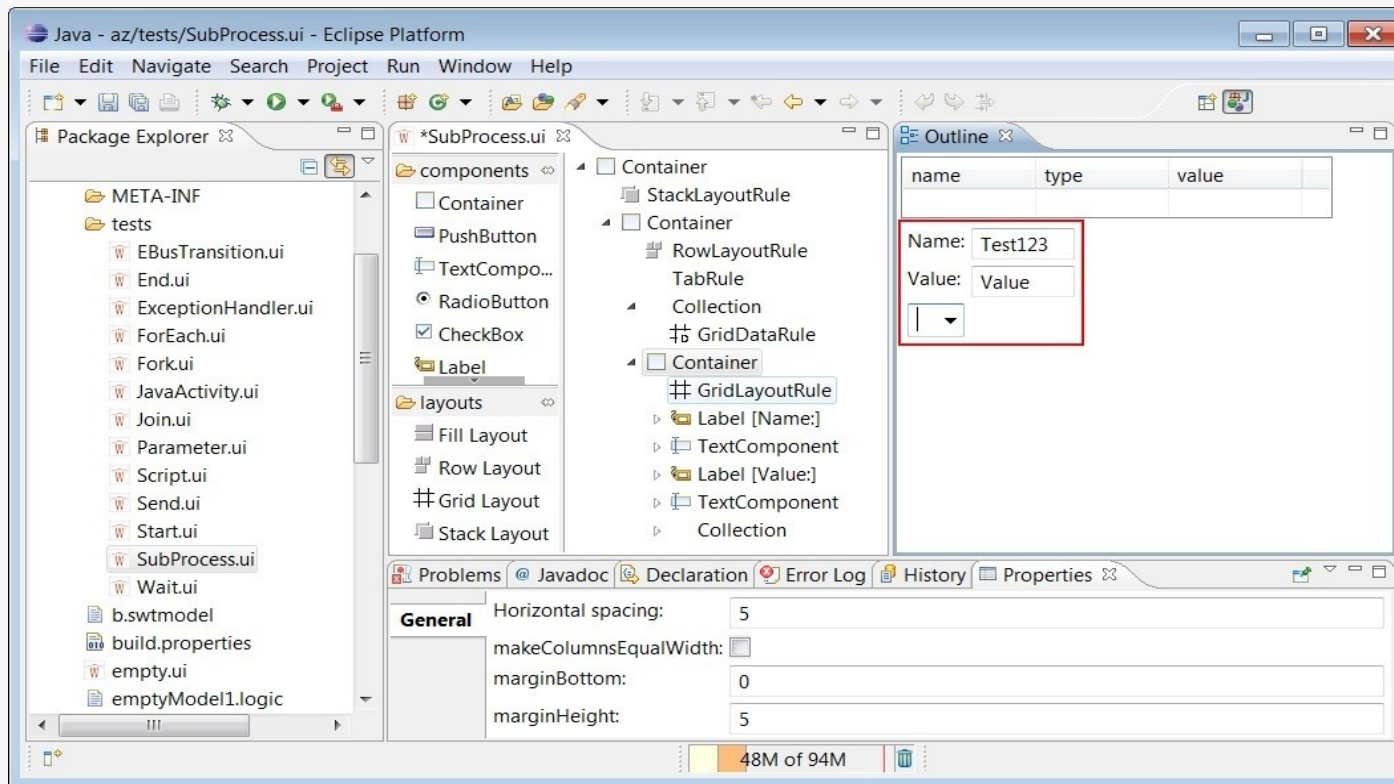 Java - az/tests/SubProcess.ui - Eclipse Platform
File Edit Navigate Search Project Run Window Help
Package Explorer
META-INF
tests
EBusTransition.ui
End.ui
ExceptionHandler.ui
ForEach.ui
Fork.ui
JavaActivity.ui
Join.ui
Parameter.ui
Script.ui
Send.ui
Start.ui
SubProcess.ui
Wait.ui
b.swtmodel
build.properties
empty.ui
emptyModel1.logic
*SubProcess.ui
components
Container
PushButton
TextCompo...
RadioButton
CheckBox
Label
layouts
Fill Layout
Row Layout
Grid Layout
Stack Layout
Container
StackLayoutRule
Container
RowLayoutRule
TabRule
Collection
GridDataRule
Container
GridLayoutRule
Label [Name:]
TextComponent
Label [Value:]
TextComponent
Collection
Outline
name type value
Name: Test123
Value: Value
Problems @ Javadoc Declaration Error Log History Properties
General
Horizontal spacing: 5
makeColumnsEqualWidth:
marginBottom: 0
marginHeight: 5
48M of 94M